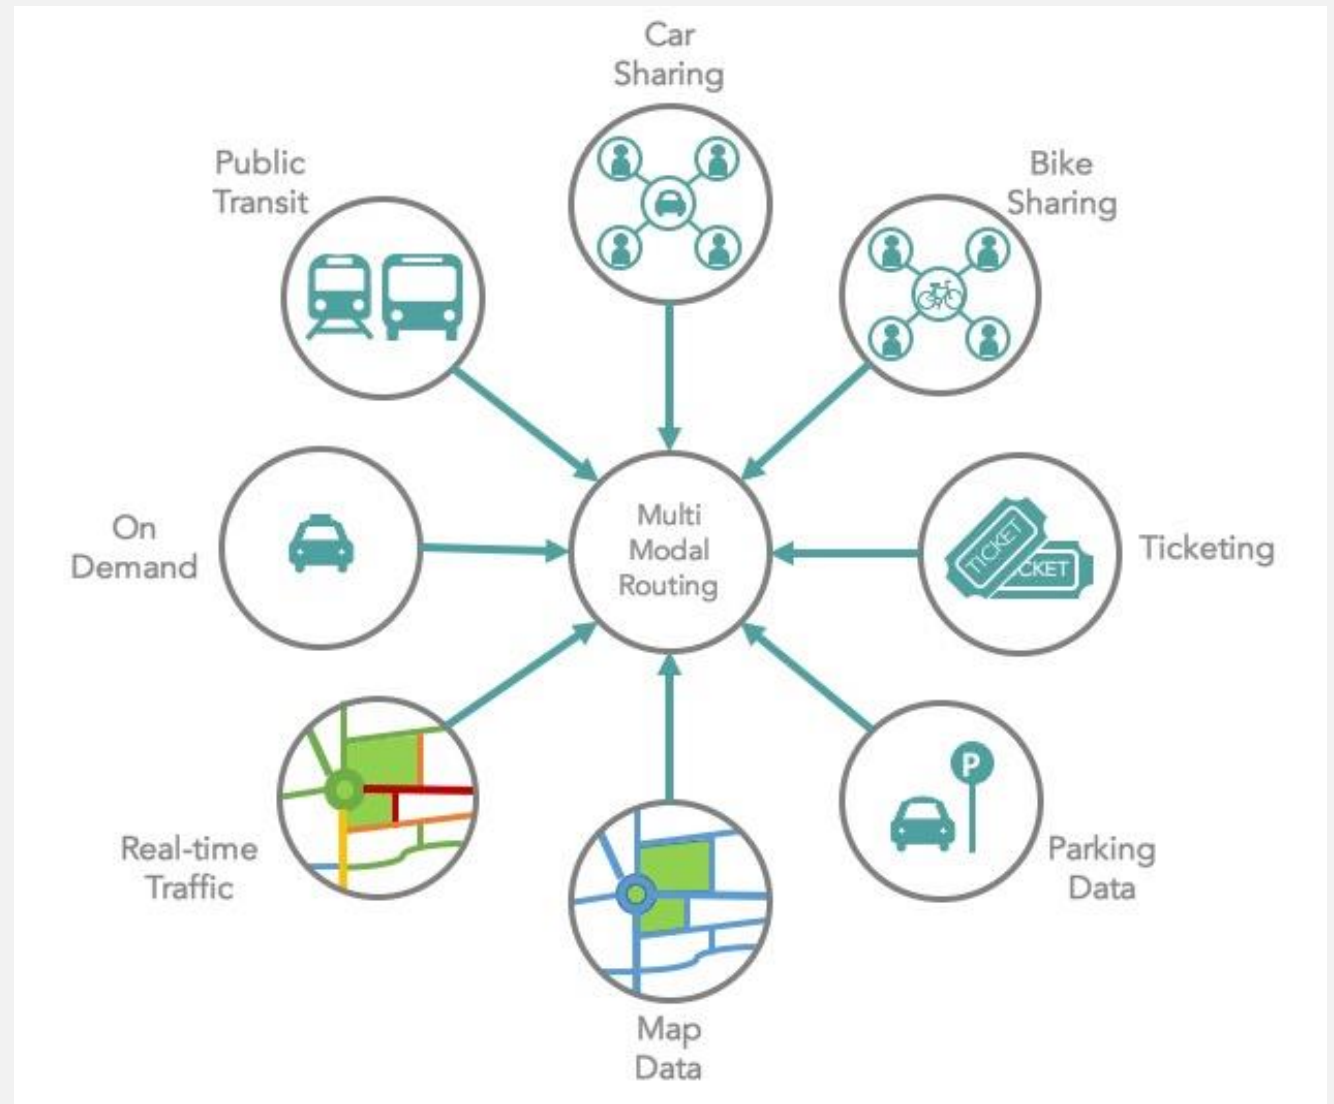 Car
Sharing
Public
Transit
Bike
Sharing
On
Demand
Multi
Modal
Routing
TICKET
CKET
Ticketing
P
Real-time
Traffic
Parking
Data
Map
Data